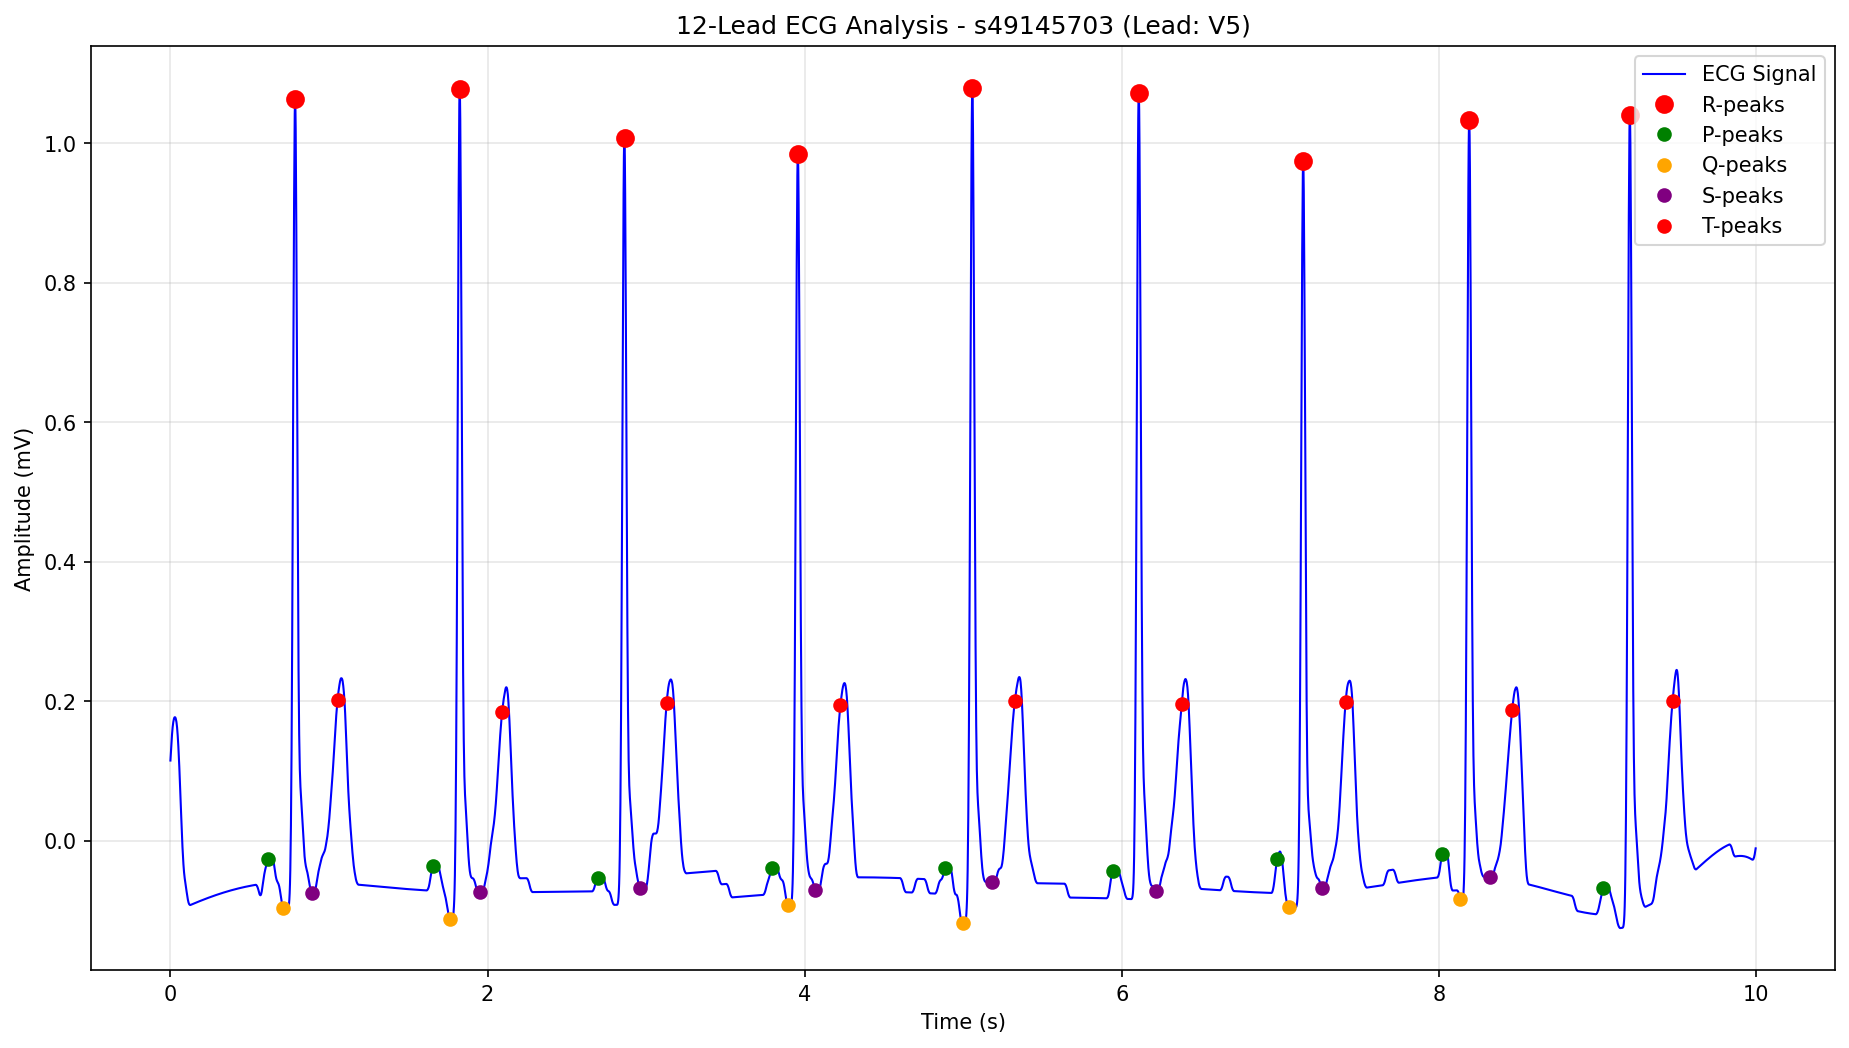 12-Lead ECG Analysis - s49145703 (Lead: V5)
ECG Signal
R-peaks
P-peaks
Q-peaks
S-peaks
T-peaks
Amplitude (mV)
1.0
0.8
0.6
0.4
0.2
0.0
0 2 4 6 8 10
Time (s)